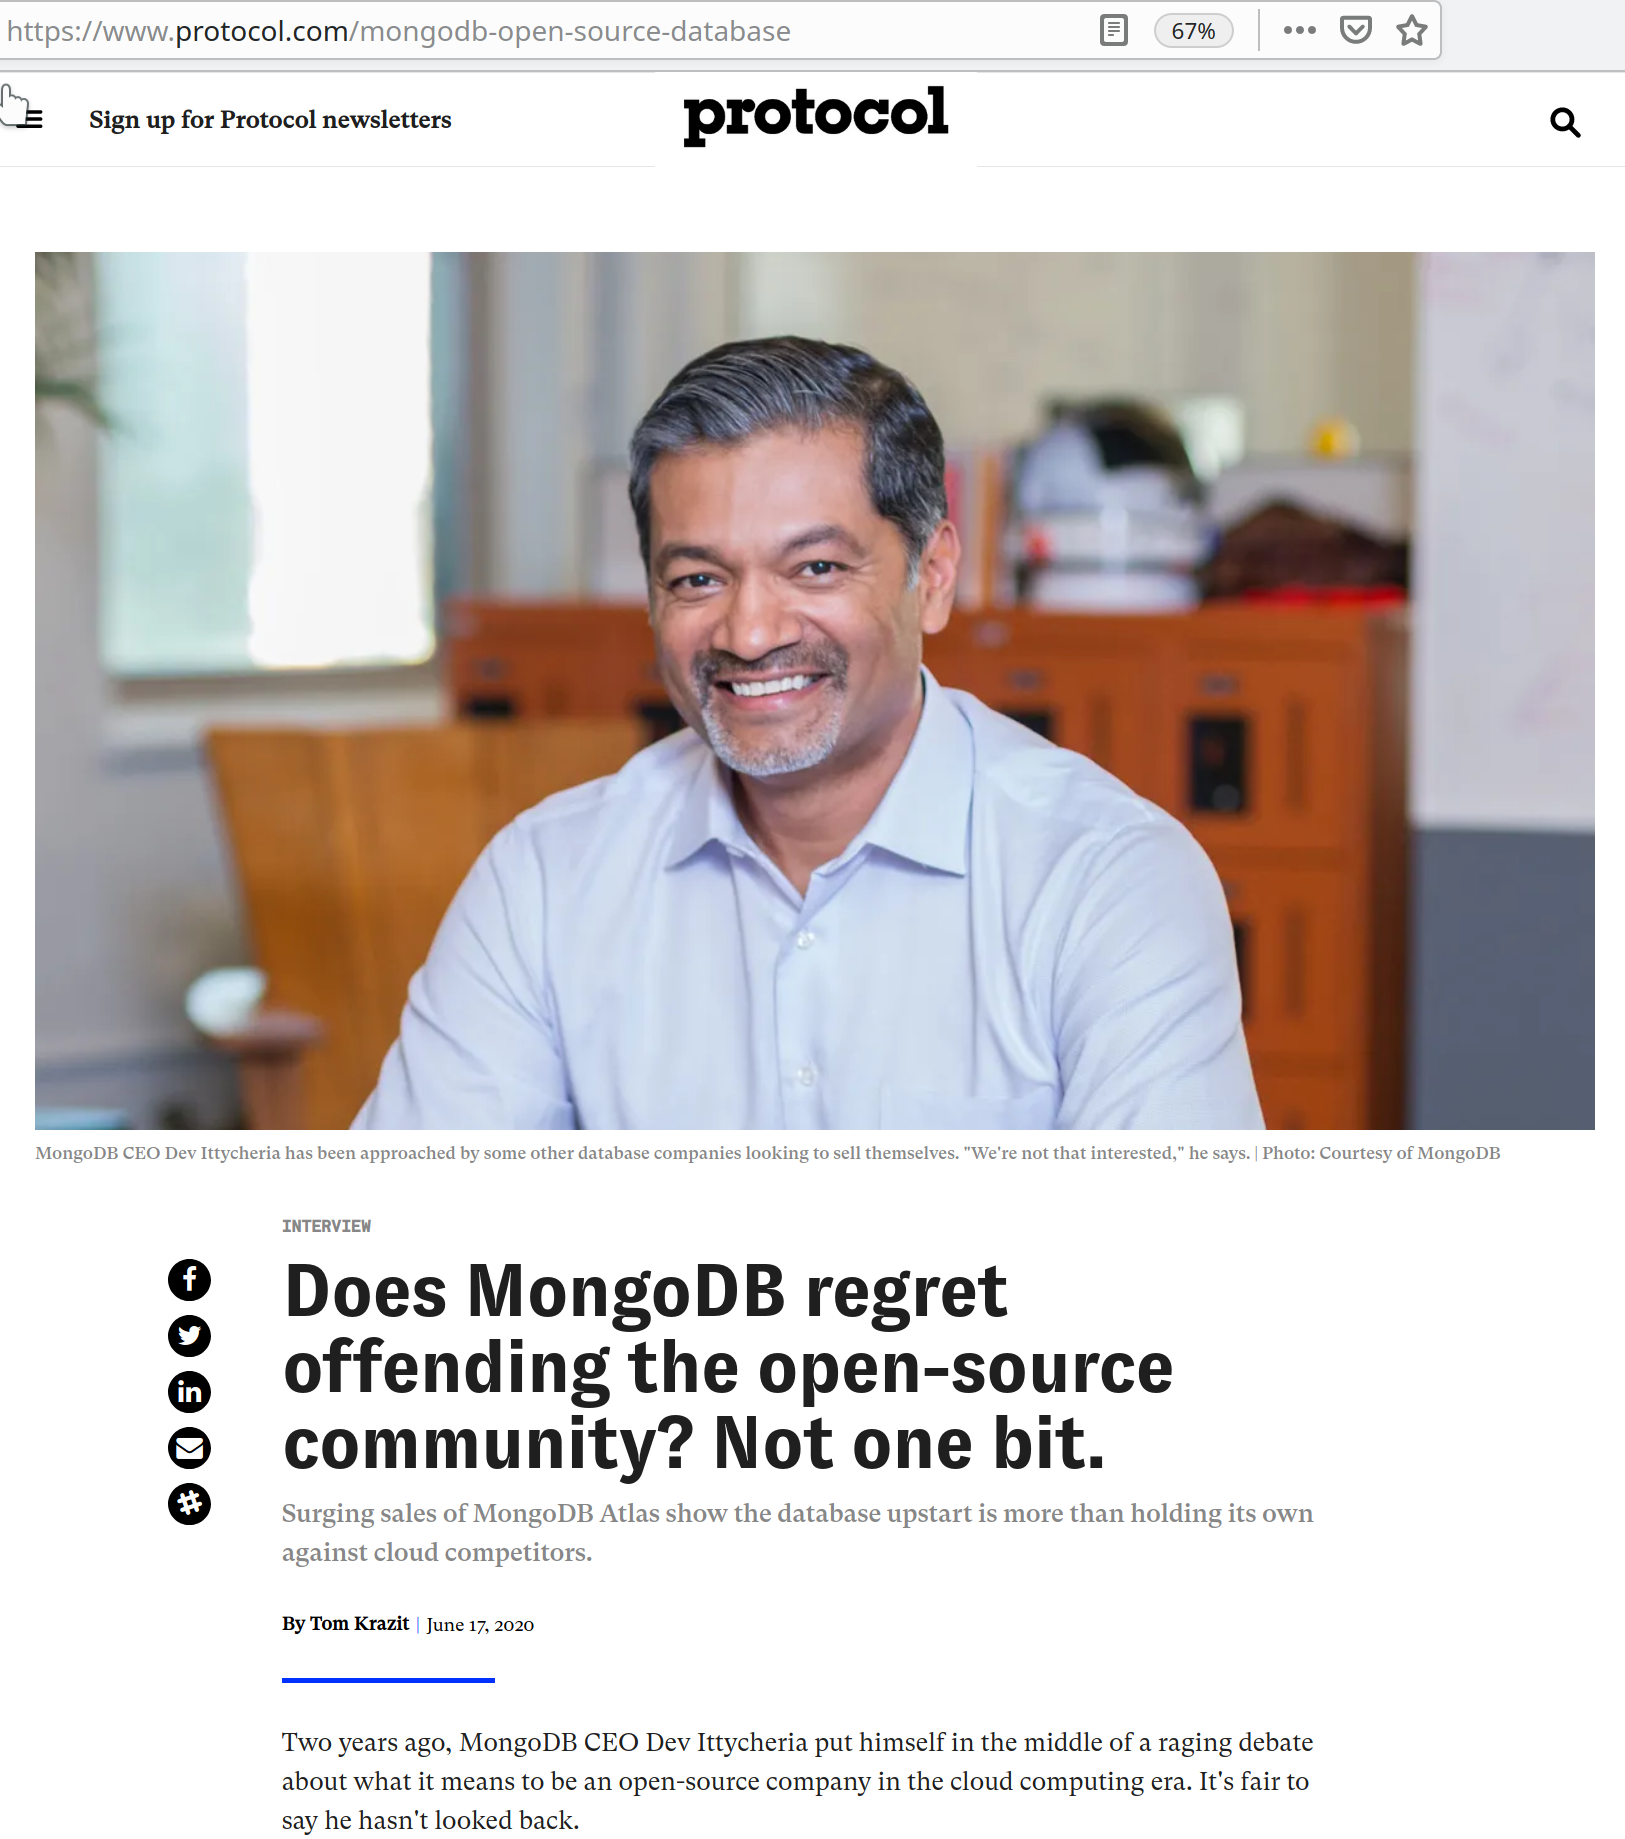 https://www.protocol.com/mongodb-open-source-database
67%
Sign up for Protocol newsletters
protocol
MongoDB CEO Dev Ittycheria has been approached by some other database companies looking to sell themselves. "We're not that interested," he says. | Photo: Courtesy of MongoDB
INTERVIEW
Does MongoDB regret
offending the open-source
community? Not one bit.
Surging sales of MongoDB Atlas show the database upstart is more than holding its own
against cloud competitors.
By Tom Krazit | June 17, 2020
Two years ago, MongoDB CEO Dev Ittycheria put himself in the middle of a raging debate
about what it means to be an open-source company in the cloud computing era. It's fair to
say he hasn't looked back.